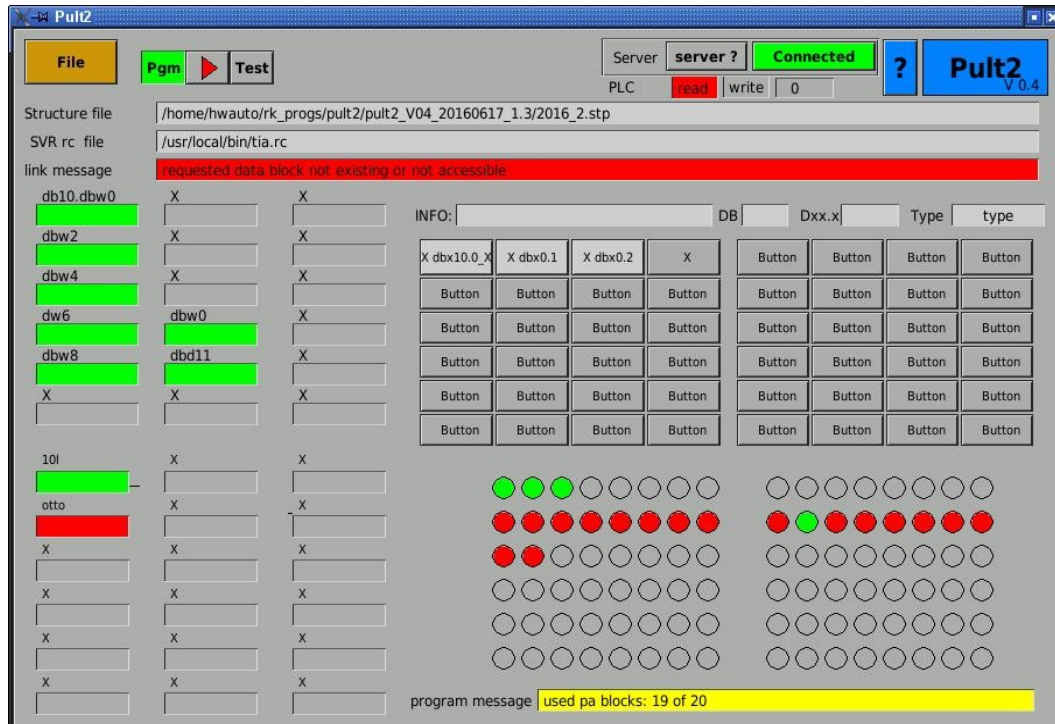 Pult2
File
Pgm Test
Server server ? Connected
PLC read write 0
?
Pult2
V 0.4
Structure file /home/hwauto/rk_progs/pult2/pult2_V04_20160617_1.3/2016_2.stp
SVR rc file /usr/local/bin/tia.rc
link message requested data block not existing or not accessible
db10.dbw0 X X
INFO: DB Dxx.x Type type
dbw2 X X
X dbx10.0_X X dbx0.1 X dbx0.2 X Button Button Button Button
dbw4 X X
Button Button Button Button Button Button Button Button
dw6 dbw0 X
Button Button Button Button Button Button Button Button
dbw8 dbd11 X
Button Button Button Button Button Button Button Button
X X X
Button Button Button Button Button Button Button Button
Button Button Button Button Button Button Button Button
10l X X
otto X _X
X X X
X X X
X X X
X X X
program message used pa blocks: 19 of 20